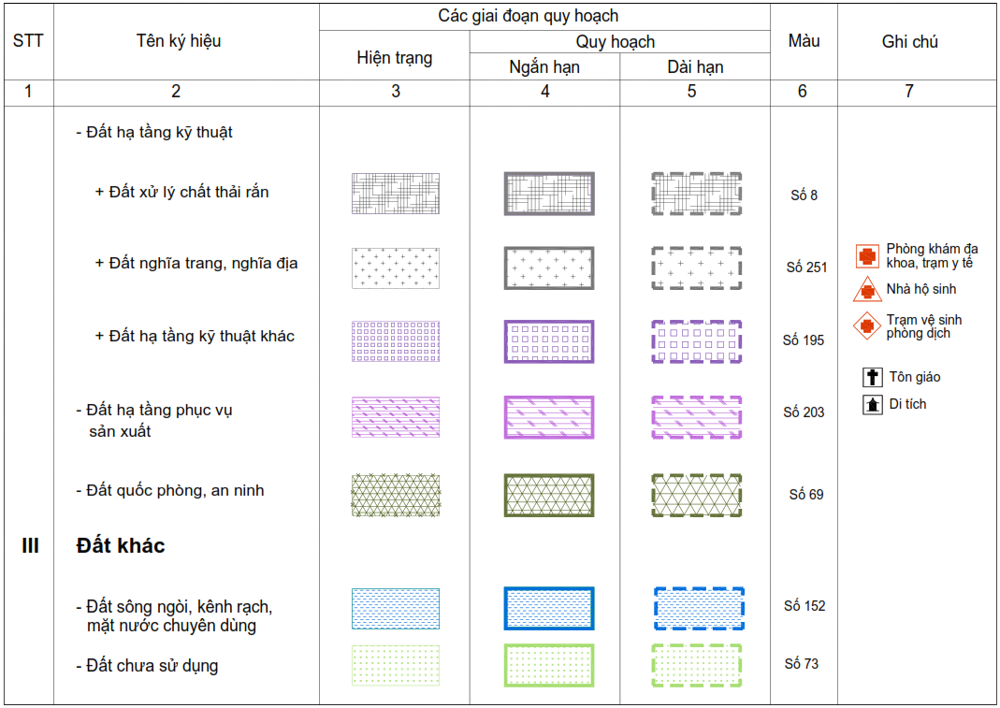 Các giai đoạn quy hoạch
STT
Tên ký hiệu
Hiện trạng
Quy hoạch
Màu
Ghi chú
Ngắn hạn
Dài hạn
1
2
3
4
5
6
7
- Đất hạ tầng kỹ thuật
+ Đất xử lý chất thải rắn
Số 8
+ Đất nghĩa trang, nghĩa địa
Số 251
Phòng khám đa
khoa, trạm y tế
Nhà hộ sinh
+ Đất hạ tầng kỹ thuật khác
Số 195
Trạm vệ sinh
phòng dịch
Tôn giáo
Di tích
- Đất hạ tầng phục vụ
sản xuất
Số 203
- Đất quốc phòng, an ninh
Số 69
III
Đất khác
- Đất sông ngòi, kênh rạch,
mặt nước chuyên dùng
Số 152
- Đất chưa sử dụng
Số 73